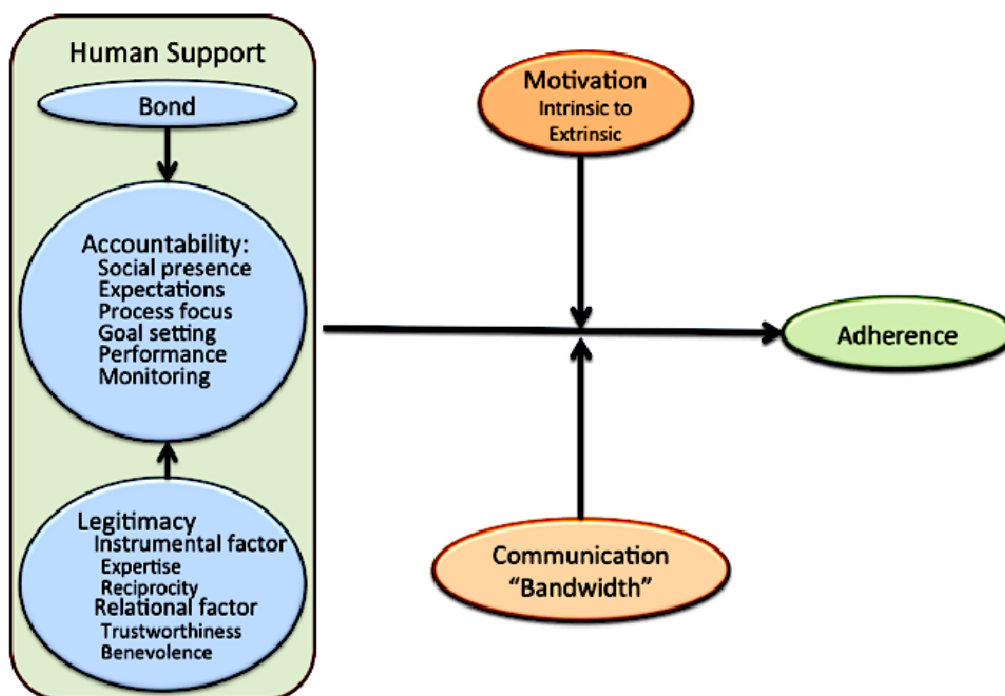 Human Support
Bond
Accountability:
Social presence
Expectations
Process focus
Goal setting
Performance
Monitoring
Legitimacy
Instrumental factor
Expertise
Reciprocity
Relational factor
Trustworthiness
Benevolence
Motivation
Intrinsic to
Extrinsic
Communication
“Bandwidth”
Adherence